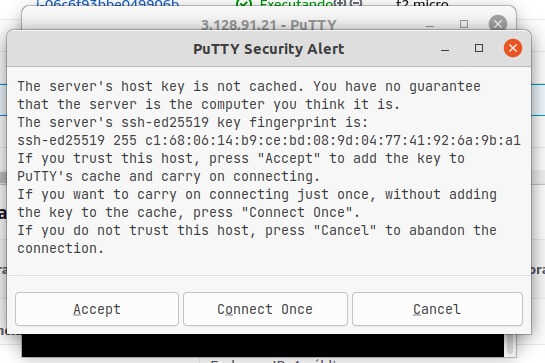 i-06c6f93bbe049906b Executando t2.micro
3.128.91.21 - PuTTY
PuTTY Security Alert
The server's host key is not cached. You have no guarantee
that the server is the computer you think it is.
The server's ssh-ed25519 key fingerprint is:
ssh-ed25519 255 c1:68:06:14:b9:ce:bd:08:9d:04:77:41:92:6a:9b:a1
If you trust this host, press "Accept" to add the key to
PuTTY's cache and carry on connecting.
If you want to carry on connecting just once, without adding
the key to the cache, press "Connect Once".
If you do not trust this host, press "Cancel" to abandon the
connection.
Accept Connect Once Cancel